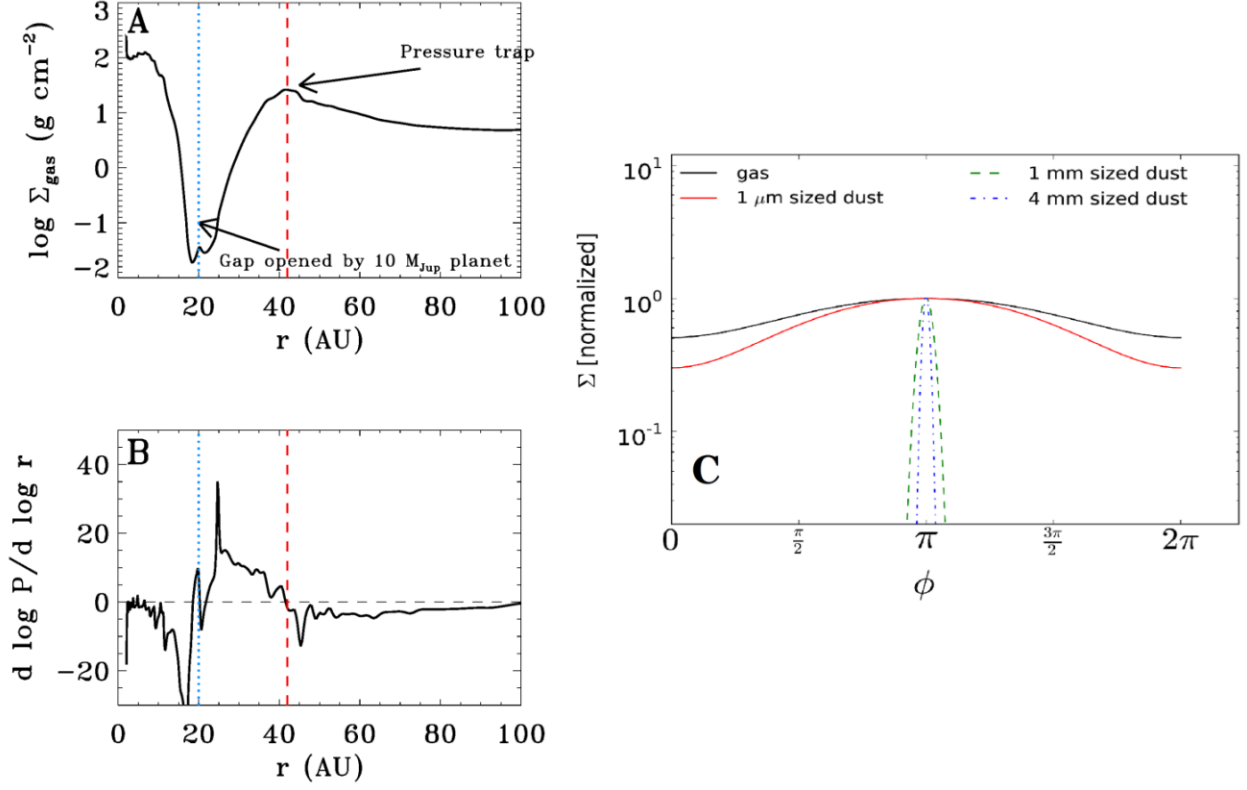 A
log Σgas (g cm⁻²)
3
2
1
0
−1
−2
Pressure trap
Gap opened by 10 MJup planet
0 20 40 60 80 100
r (AU)
B
d log P/d log r
40
20
0
−20
0 20 40 60 80 100
r (AU)
Σ [normalized]
10¹
10⁰
10⁻¹
gas
1 μm sized dust
1 mm sized dust
4 mm sized dust
C
0 π/2 π 3π/2 2π
ϕ